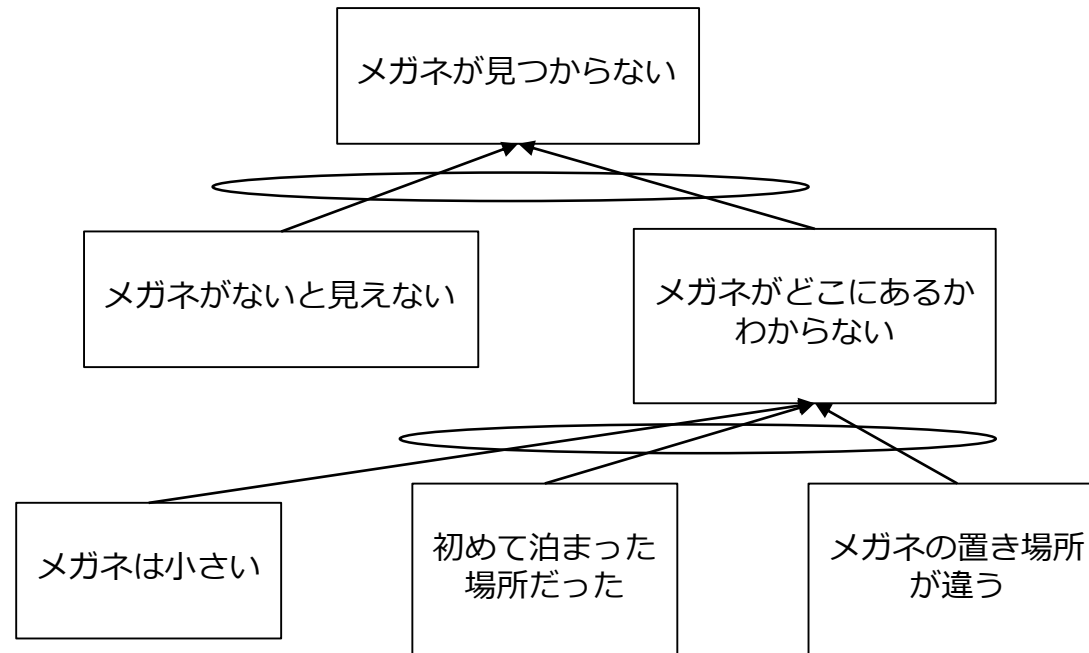 メガネが見つからない
メガネがないと見えない
メガネがどこにあるか
わからない
メガネは小さい
初めて泊まった
場所だった
メガネの置き場所
が違う